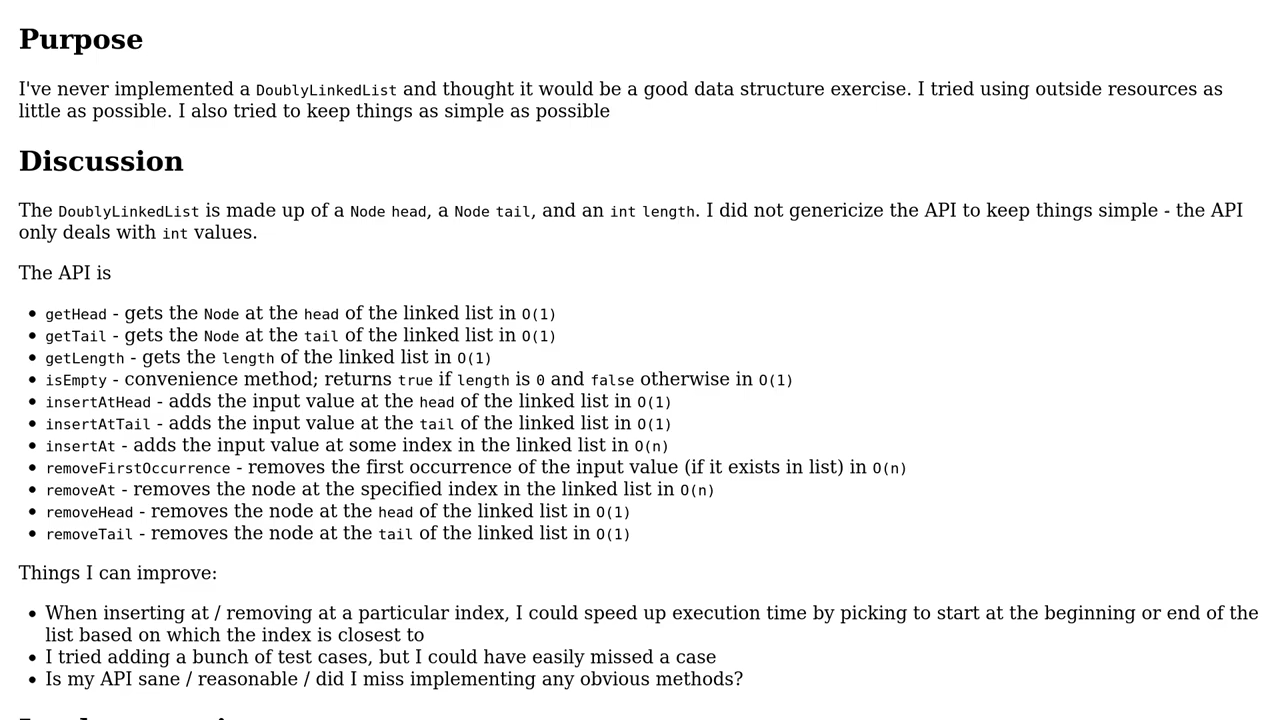 Purpose
I've never implemented a DoublyLinkedList and thought it would be a good data structure exercise. I tried using outside resources as
little as possible. I also tried to keep things as simple as possible
Discussion
The DoublyLinkedList is made up of a Node head, a Node tail, and an int length. I did not genericize the API to keep things simple - the API
only deals with int values.
The API is
• getHead - gets the Node at the head of the linked list in O(1)
• getTail - gets the Node at the tail of the linked list in O(1)
• getLength - gets the length of the linked list in O(1)
• isEmpty - convenience method; returns true if length is 0 and false otherwise in O(1)
• insertAtHead - adds the input value at the head of the linked list in O(1)
• insertAtTail - adds the input value at the tail of the linked list in O(1)
• insertAt - adds the input value at some index in the linked list in O(n)
• removeFirstOccurrence - removes the first occurrence of the input value (if it exists in list) in O(n)
• removeAt - removes the node at the specified index in the linked list in O(n)
• removeHead - removes the node at the head of the linked list in O(1)
• removeTail - removes the node at the tail of the linked list in O(1)
Things I can improve:
• When inserting at / removing at a particular index, I could speed up execution time by picking to start at the beginning or end of the
list based on which the index is closest to
• I tried adding a bunch of test cases, but I could have easily missed a case
• Is my API sane / reasonable / did I miss implementing any obvious methods?